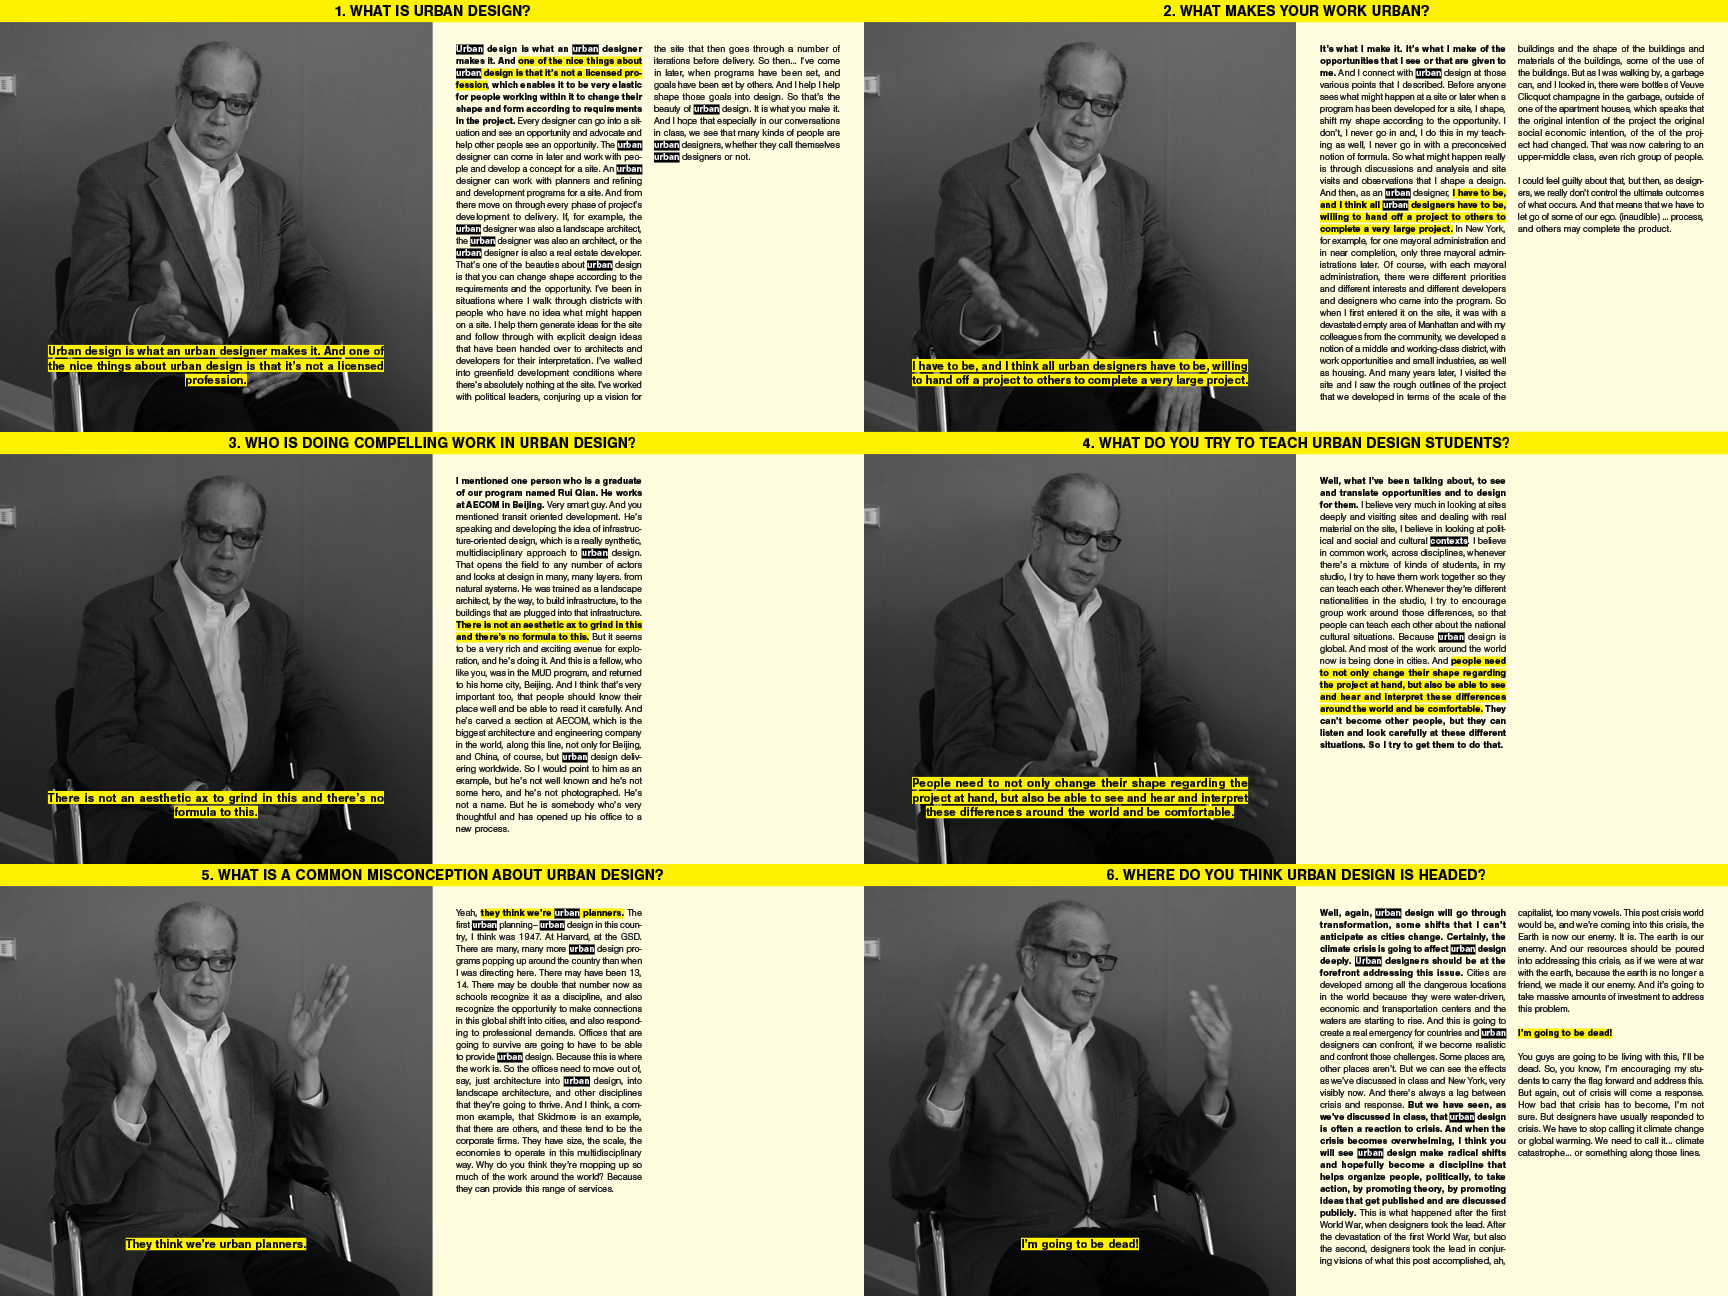 1. WHAT IS URBAN DESIGN?
Urban design is what an urban designer makes it. And one of
the nice things about urban design is that it's not a licensed
profession.
Urban design is what an urban designer
makes it. And one of the nice things about
urban design is that it's not a licensed pro-
fession, which enables it to be very elastic
for people working within it to change their
shape and form according to requirements
in the project. Every designer can go into a sit-
uation and see an opportunity and advocate and
help other people see an opportunity. The urban
designer can come in later and work with peo-
ple and develop a concept for a site. An urban
designer can work with planners and refining
and development programs for a site. And from
there move on through every phase of project's
development to delivery. If, for example, the
urban designer was also a landscape architect,
the urban designer was also an architect, or the
urban designer is also a real estate developer.
That's one of the beauties about urban design
is that you can change shape according to the
requirements and the opportunity. I've been in
situations where I walk through districts with
people who have no idea what might happen
on a site. I help them generate ideas for the site
and follow through with explicit design ideas
that have been handed over to architects and
developers for their interpretation. I've walked
into greenfield development conditions where
there's absolutely nothing at the site. I've worked
with political leaders, conjuring up a vision for
the site that then goes through a number of
iterations before delivery. So then... I've come
in later, when programs have been set, and
goals have been set by others. And I help I help
shape those goals into design. So that's the
beauty of urban design. It is what you make it.
And I hope that especially in our conversations
in class, we see that many kinds of people are
urban designers, whether they call themselves
urban designers or not.
2. WHAT MAKES YOUR WORK URBAN?
I have to be, and I think all urban designers have to be, willing
to hand off a project to others to complete a very large project.
It's what I make it. It's what I make of the
opportunities that I see or that are given to
me. And I connect with urban design at those
various points that I described. Before anyone
sees what might happen at a site or later when a
program has been developed for a site, I shape,
shift my shape according to the opportunity. I
don't, I never go in and, I do this in my teach-
ing as well, I never go in with a preconceived
notion of formula. So what might happen really
is through discussions and analysis and site
visits and observations that I shape a design.
And then, as an urban designer, I have to be,
and I think all urban designers have to be,
willing to hand off a project to others to
complete a very large project. In New York,
for example, for one mayoral administration and
in near completion, only three mayoral admin-
istrations later. Of course, with each mayoral
administration, there were different priorities
and different interests and different developers
and designers who came into the program. So
when I first entered it on the site, it was with a
devastated empty area of Manhattan and with my
colleagues from the community, we developed a
notion of a middle and working-class district, with
work opportunities and small industries, as well
as housing. And many years later, I visited the
site and I saw the rough outlines of the project
that we developed in terms of the scale of the
buildings and the shape of the buildings and
materials of the buildings, some of the use of
the buildings. But as I was walking by, a garbage
can, and I looked in, there were bottles of Veuve
Clicquot champagne in the garbage, outside of
one of the apartment houses, which speaks that
the original intention of the project the original
social economic intention, of the of the proj-
ect had changed. That was now catering to an
upper-middle class, even rich group of people.
I could feel guilty about that, but then, as design-
ers, we really don't control the ultimate outcomes
of what occurs. And that means that we have to
let go of some of our ego. (inaudible) ... process,
and others may complete the product.
3. WHO IS DOING COMPELLING WORK IN URBAN DESIGN?
There is not an aesthetic ax to grind in this and there's no
formula to this.
I mentioned one person who is a graduate
of our program named Rui Qian. He works
at AECOM in Beijing. Very smart guy. And you
mentioned transit oriented development. He's
speaking and developing the idea of infrastruc-
ture-oriented design, which is a really synthetic,
multidisciplinary approach to urban design.
That opens the field to any number of actors
and looks at design in many, many layers. from
natural systems. He was trained as a landscape
architect, by the way, to build infrastructure, to the
buildings that are plugged into that infrastructure.
There is not an aesthetic ax to grind in this
and there's no formula to this. But it seems
to be a very rich and exciting avenue for explo-
ration, and he's doing it. And this is a fellow, who
like you, was in the MUD program, and returned
to his home city, Beijing. And I think that's very
important too, that people should know their
place well and be able to read it carefully. And
he's carved a section at AECOM, which is the
biggest architecture and engineering company
in the world, along this line, not only for Beijing,
and China, of course, but urban design deliv-
ering worldwide. So I would point to him as an
example, but he's not well known and he's not
some hero, and he's not photographed. He's
not a name. But he is somebody who's very
thoughtful and has opened up his office to a
new process.
4. WHAT DO YOU TRY TO TEACH URBAN DESIGN STUDENTS?
People need to not only change their shape regarding the
project at hand, but also be able to see and hear and interpret
these differences around the world and be comfortable.
Well, what I've been talking about, to see
and translate opportunities and to design
for them. I believe very much in looking at sites
deeply and visiting sites and dealing with real
material on the site, I believe in looking at polit-
ical and social and cultural contexts. I believe
in common work, across disciplines, whenever
there's a mixture of kinds of students, in my
studio, I try to have them work together so they
can teach each other. Whenever they're different
nationalities in the studio, I try to encourage
group work around those differences, so that
people can teach each other about the national
cultural situations. Because urban design is
global. And most of the work around the world
now is being done in cities. And people need
to not only change their shape regarding
the project at hand, but also be able to see
and hear and interpret these differences
around the world and be comfortable. They
can't become other people, but they can
listen and look carefully at these different
situations. So I try to get them to do that.
5. WHAT IS A COMMON MISCONCEPTION ABOUT URBAN DESIGN?
They think we're urban planners.
Yeah, they think we're urban planners. The
first urban planning– urban design in this coun-
try, I think was 1947. At Harvard, at the GSD.
There are many, many more urban design pro-
grams popping up around the country than when
I was directing here. There may have been 13,
14. There may be double that number now as
schools recognize it as a discipline, and also
recognize the opportunity to make connections
in this global shift into cities, and also respond-
ing to professional demands. Offices that are
going to survive are going to have to be able
to provide urban design. Because this is where
the work is. So the offices need to move out of,
say, just architecture into urban design, into
landscape architecture, and other disciplines
that they're going to thrive. And I think, a com-
mon example, that Skidmore is an example,
that there are others, and these tend to be the
corporate firms. They have size, the scale, the
economies to operate in this multidisciplinary
way. Why do you think they're mopping up so
much of the work around the world? Because
they can provide this range of services.
6. WHERE DO YOU THINK URBAN DESIGN IS HEADED?
I'm going to be dead!
Well, again, urban design will go through
transformation, some shifts that I can't
anticipate as cities change. Certainly, the
climate crisis is going to affect urban design
deeply. Urban designers should be at the
forefront addressing this issue. Cities are
developed among all the dangerous locations
in the world because they were water-driven,
economic and transportation centers and the
waters are starting to rise. And this is going to
create a real emergency for countries and urban
designers can confront, if we become realistic
and confront those challenges. Some places are,
other places aren't. But we can see the effects
as we've discussed in class and New York, very
visibly now. And there's always a lag between
crisis and response. But we have seen, as
we've discussed in class, that urban design
is often a reaction to crisis. And when the
crisis becomes overwhelming, I think you
will see urban design make radical shifts
and hopefully become a discipline that
helps organize people, politically, to take
action, by promoting theory, by promoting
ideas that get published and are discussed
publicly. This is what happened after the first
World War, when designers took the lead. After
the devastation of the first World War, but also
the second, designers took the lead in conjur-
ing visions of what this post accomplished, ah,
capitalist, too many vowels. This post crisis world
would be, and we're coming into this crisis, the
Earth is now our enemy. It is. The earth is our
enemy. And our resources should be poured
into addressing this crisis, as if we were at war
with the earth, because the earth is no longer a
friend, we made it our enemy. And it's going to
take massive amounts of investment to address
this problem.
I'm going to be dead!
You guys are going to be living with this, I'll be
dead. So, you know, I'm encouraging my stu-
dents to carry the flag forward and address this.
But again, out of crisis will come a response.
How bad that crisis has to become, I'm not
sure. But designers have usually responded to
crisis. We have to stop calling it climate change
or global warming. We need to call it... climate
catastrophe... or something along those lines.